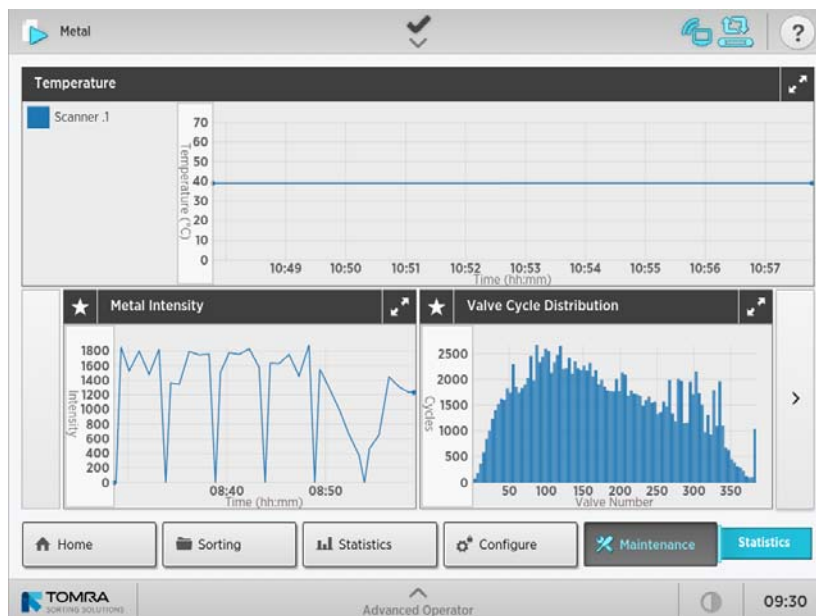 Metal
?
Temperature
Scanner .1
Temperature (°C)
70
60
50
40
30
20
10
0
10:49 10:50 10:51 10:52 10:53 10:54 10:55 10:56 10:57
Time (hh:mm)
Metal Intensity
Intensity
1800
1600
1400
1200
1000
800
600
400
200
0
08:40 08:50
Time (hh:mm)
Valve Cycle Distribution
Cycles
2500
2000
1500
1000
500
0
50 100 150 200 250 300 350
Valve Number
Home
Sorting
Statistics
Configure
Maintenance
Statistics
TOMRA
SORTING SOLUTIONS
Advanced Operator
09:30